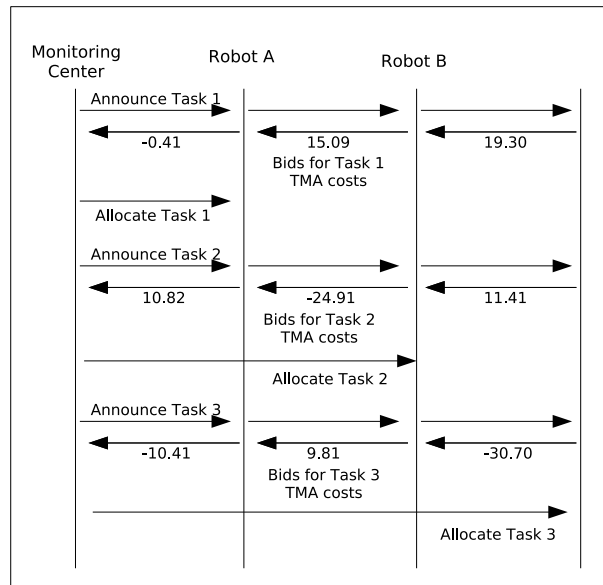 Monitoring
Center
Robot A
Robot B
Announce Task 1
-0.41
15.09
19.30
Bids for Task 1
TMA costs
Allocate Task 1
Announce Task 2
10.82
-24.91
11.41
Bids for Task 2
TMA costs
Allocate Task 2
Announce Task 3
-10.41
9.81
-30.70
Bids for Task 3
TMA costs
Allocate Task 3